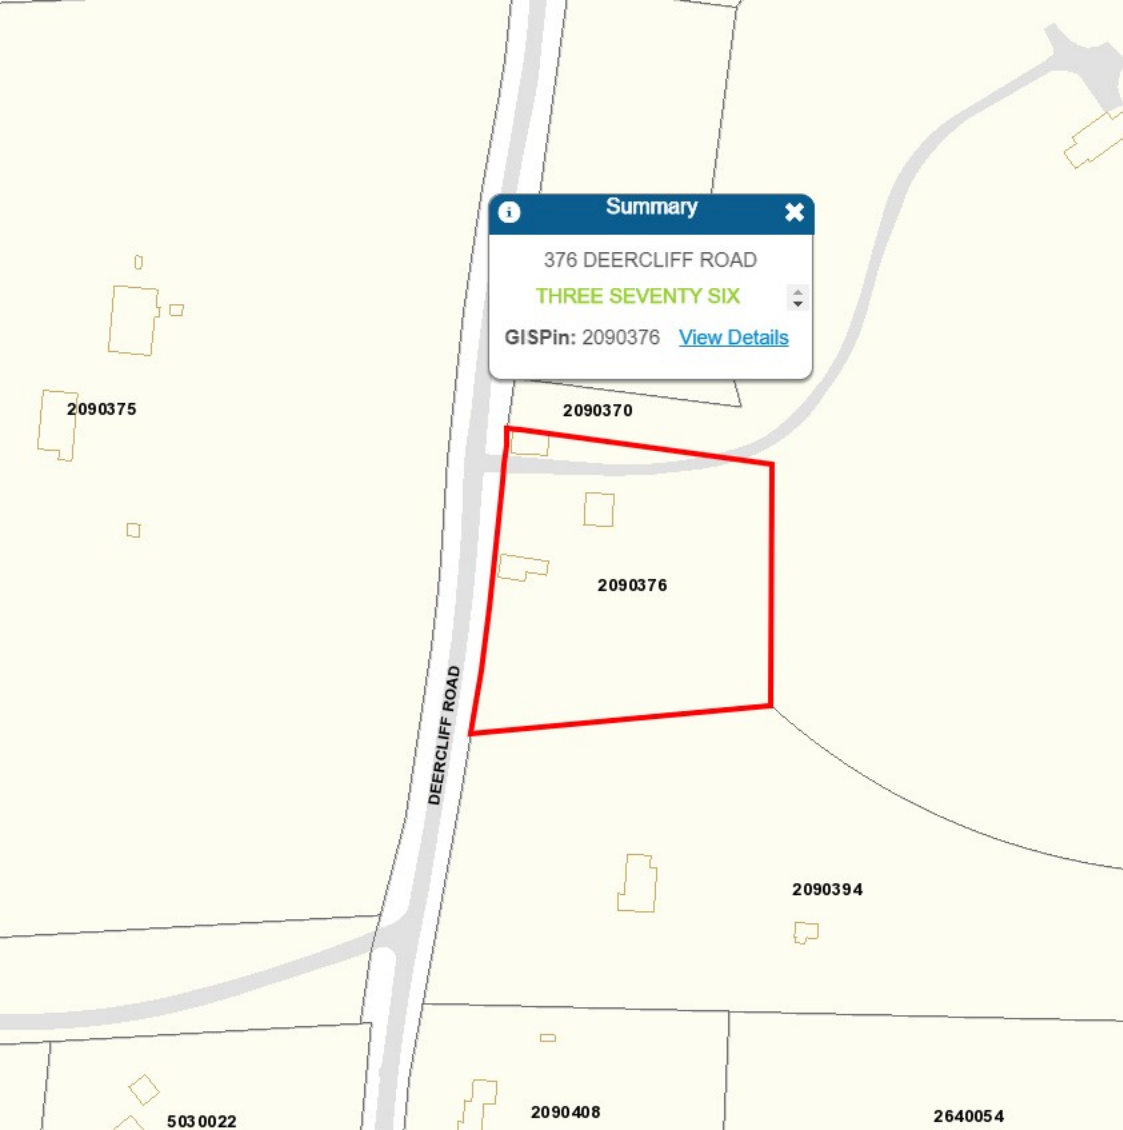 Summary
376 DEERCLIFF ROAD
THREE SEVENTY SIX
GISPin: 2090376 View Details
2090375
2090370
2090376
DEERCLIFF ROAD
2090394
5030022
2090408
2640054